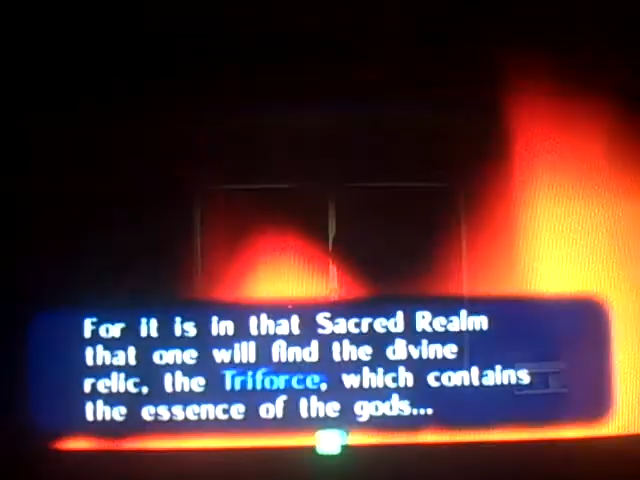 For it is in that Sacred Realm
that one will find the divine
relic, the Triforce, which contains
the essence of the gods...